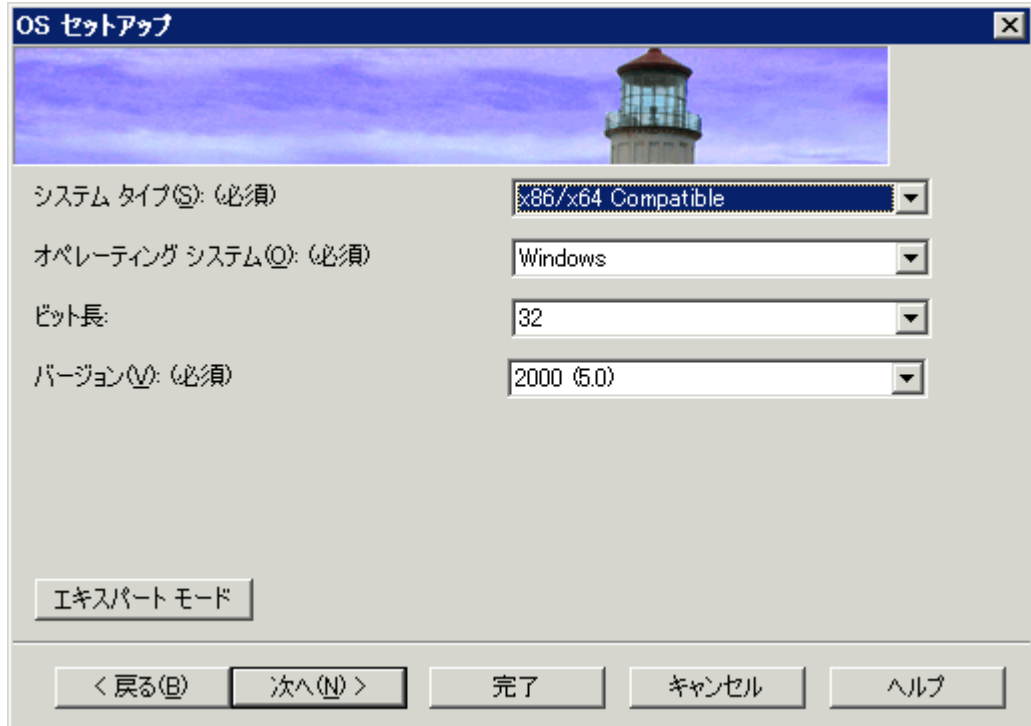 OS セットアップ
システム タイプ(S): (必須)
x86/x64 Compatible
オペレーティング システム(O): (必須)
Windows
ビット長:
32
バージョン(V): (必須)
2000 (5.0)
エキスパート モード
< 戻る(B)
次へ(N) >
完了
キャンセル
ヘルプ